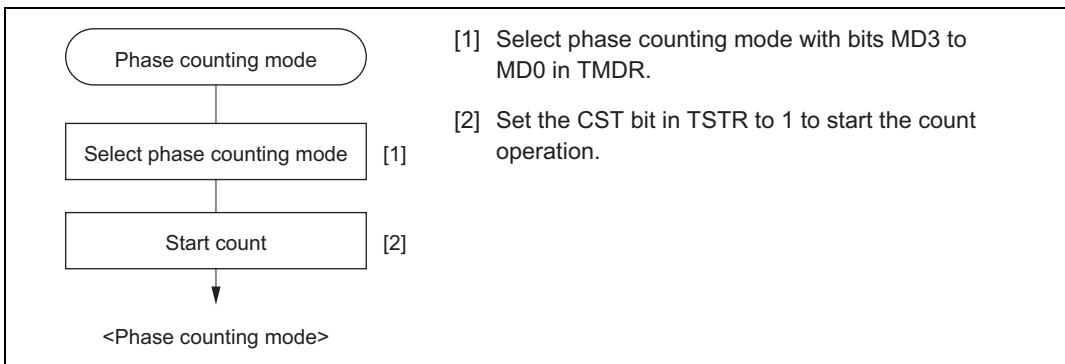 Phase counting mode
Select phase counting mode [1]
Start count [2]
<Phase counting mode>
[1] Select phase counting mode with bits MD3 to
MD0 in TMDR.
[2] Set the CST bit in TSTR to 1 to start the count
operation.